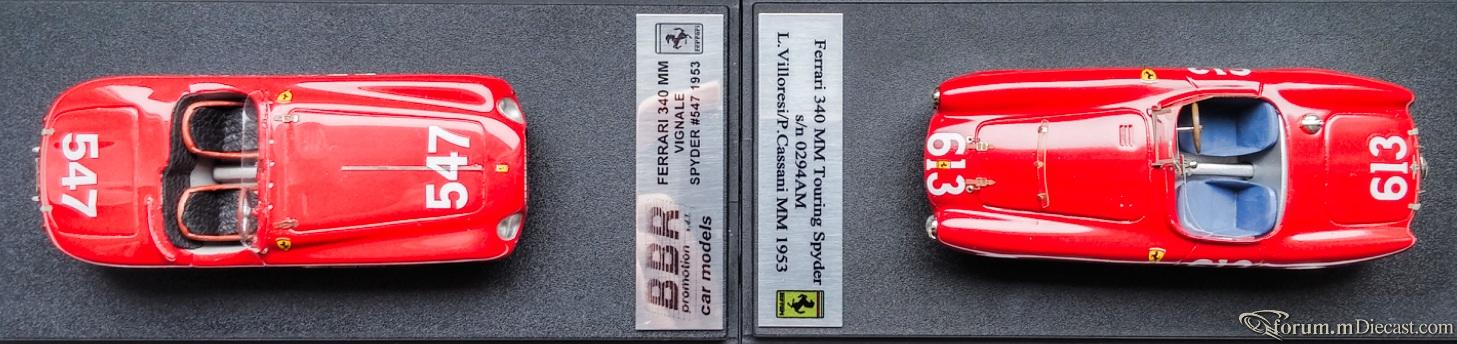 547
547
FERRARI 340 MM
VIGNALE
SPYDER #547 1953
BBR
promotion s.r.l.
car models
Ferrari 340 MM Touring Spyder
s/n 0294AM
L.Villoresi/P.Cassani MM 1953
613
613
forum.mDiecast.com